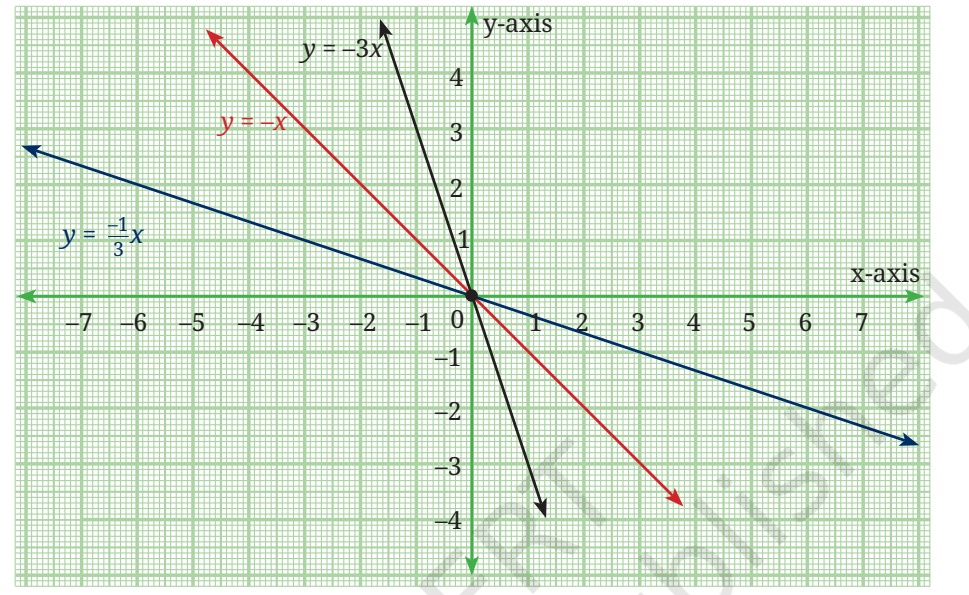 y-axis
y = –3x
4
y = –x
3
2
y = –1/3 x
1
x-axis
–7 –6 –5 –4 –3 –2 –1 0 1 2 3 4 5 6 7
–1
–2
–3
–4